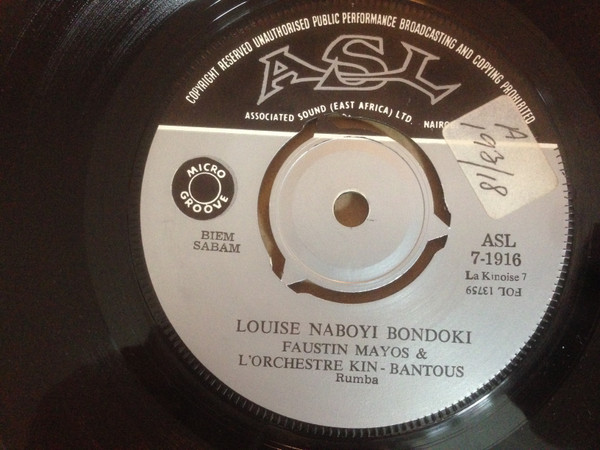 COPYRIGHT RESERVED UNAUTHORISED PUBLIC PERFORMANCE BROADCASTING AND COPYING PROHIBITED
ASL
ASSOCIATED SOUND (EAST AFRICA) LTD.
MICRO
GROOVE
BIEM
SABAM
ASL
7-1916
La Kinoise 7
FOL 13759
LOUISE NABOYI BONDOKI
FAUSTIN MAYOS &
L'ORCHESTRE KIN - BANTOUS
Rumba